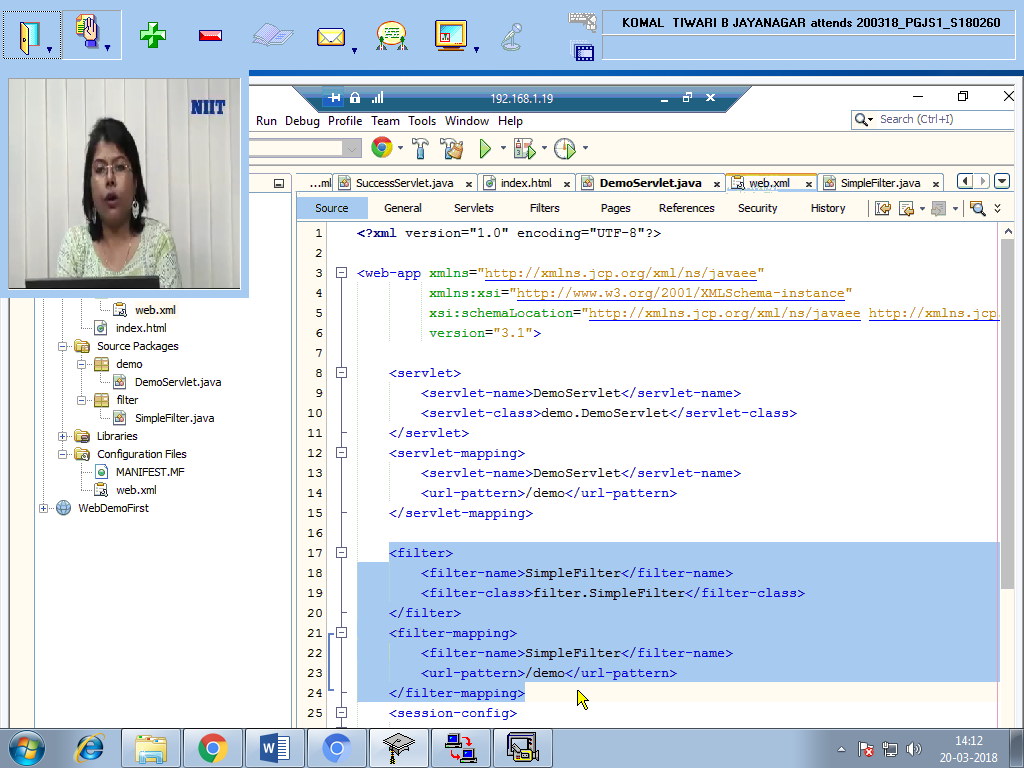 KOMAL TIWARI B JAYANAGAR attends 200318_PGJS1_S180260
NIIT
192.168.1.19
Run Debug Profile Team Tools Window Help
Search (Ctrl+I)
...ml SuccessServlet.java index.html DemoServlet.java web.xml SimpleFilter.java
Source General Servlets Filters Pages References Security History
1 <?xml version="1.0" encoding="UTF-8"?>
2
3 <web-app xmlns="http://xmlns.jcp.org/xml/ns/javaee"
4 xmlns:xsi="http://www.w3.org/2001/XMLSchema-instance"
5 xsi:schemaLocation="http://xmlns.jcp.org/xml/ns/javaee http://xmlns.jcp.
6 version="3.1">
7
8 <servlet>
9 <servlet-name>DemoServlet</servlet-name>
10 <servlet-class>demo.DemoServlet</servlet-class>
11 </servlet>
12 <servlet-mapping>
13 <servlet-name>DemoServlet</servlet-name>
14 <url-pattern>/demo</url-pattern>
15 </servlet-mapping>
16
17 <filter>
18 <filter-name>SimpleFilter</filter-name>
19 <filter-class>filter.SimpleFilter</filter-class>
20 </filter>
21 <filter-mapping>
22 <filter-name>SimpleFilter</filter-name>
23 <url-pattern>/demo</url-pattern>
24 </filter-mapping>
25 <session-config>
web.xml
index.html
Source Packages
demo
DemoServlet.java
filter
SimpleFilter.java
Libraries
Configuration Files
MANIFEST.MF
web.xml
WebDemoFirst
14:12
20-03-2018